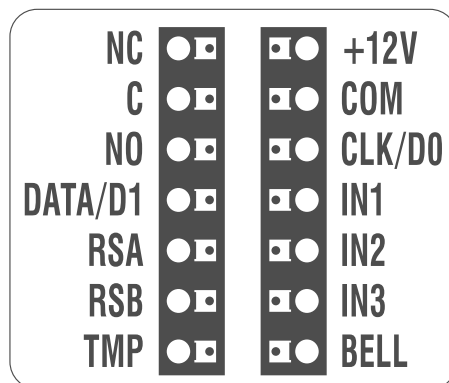 NC +12V
C COM
NO CLK/D0
DATA/D1 IN1
RSA IN2
RSB IN3
TMP BELL